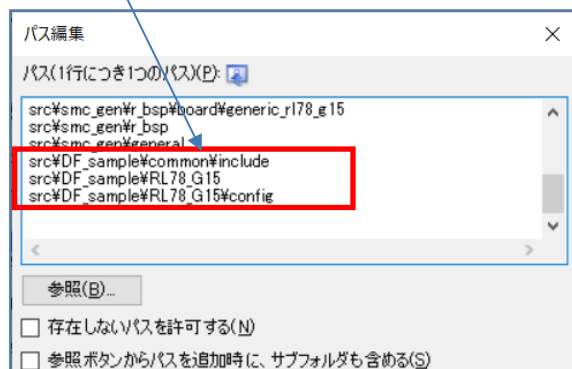 パス編集
パス(1行につき1つのパス)(P):
src¥smc_gen¥r_bsp¥board¥generic_rl78_g15
src¥smc_gen¥r_bsp
src¥smc_gen¥general
src¥DF_sample¥common¥include
src¥DF_sample¥RL78_G15
src¥DF_sample¥RL78_G15¥config
参照(B)...
存在しないパスを許可する(N)
参照ボタンからパスを追加時に、サブフォルダも含める(S)